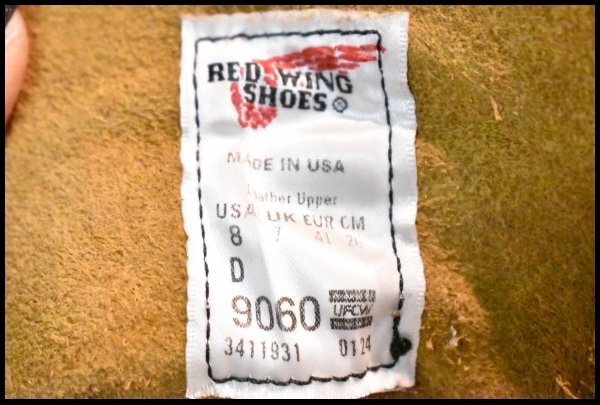 RED WING
SHOES
MADE IN USA
Leather Upper
USA UK EUR CM
8 7 41 26
D
9060 UFCW
3411931 0124